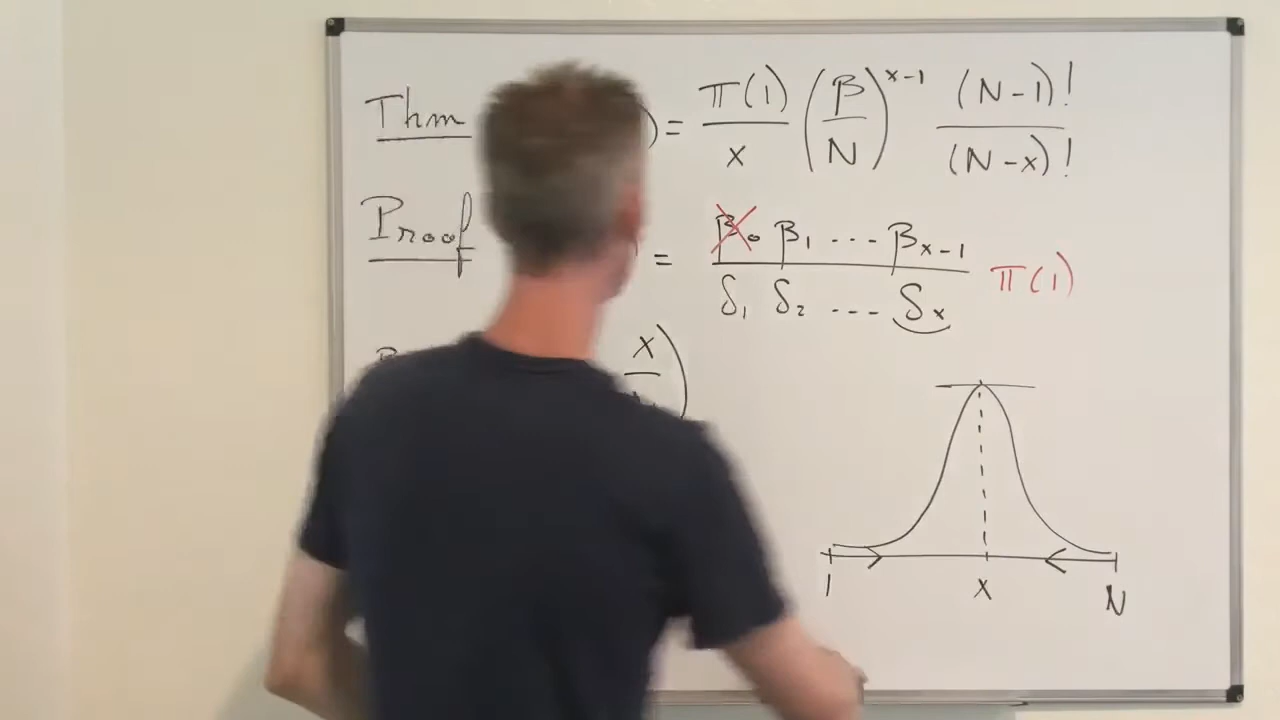 Thm ) = π(1)/x (β/N)^{x-1} (N-1)!/(N-x)!
Proof ) = β₀ β₁ ... β_{x-1} / δ₁ δ₂ .... δ_x π(1)
x
1 x N